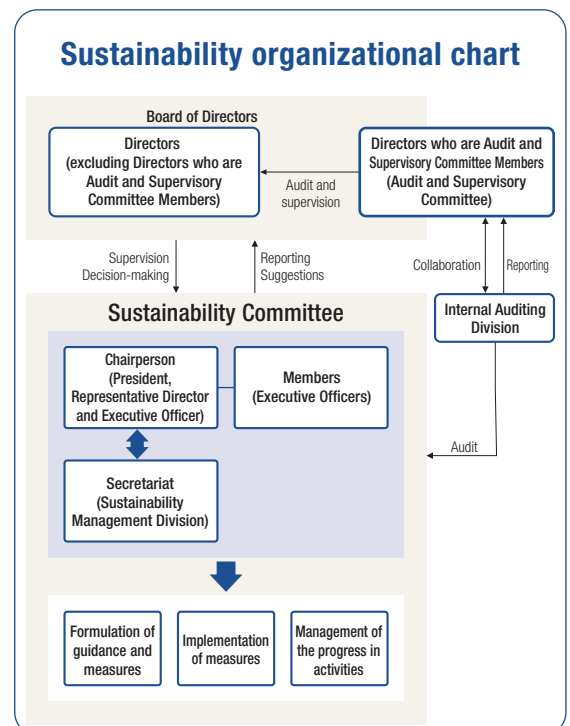 Sustainability organizational chart
Board of Directors
Directors
(excluding Directors who are
Audit and Supervisory
Committee Members)
Audit and
supervision
Directors who are Audit and
Supervisory Committee Members
(Audit and Supervisory
Committee)
Supervision
Decision-making
Reporting
Suggestions
Collaboration
Reporting
Internal Auditing
Division
Sustainability Committee
Chairperson
(President,
Representative Director
and Executive Officer)
Members
(Executive Officers)
Audit
Secretariat
(Sustainability
Management Division)
Formulation of
guidance and
measures
Implementation
of measures
Management of
the progress in
activities